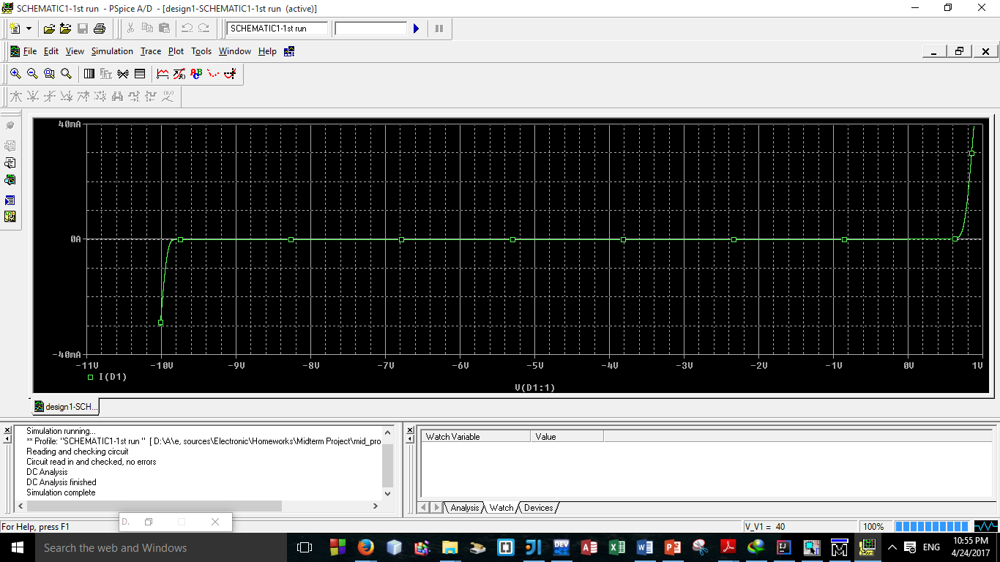 SCHEMATIC1-1st run - PSpice A/D - [design1-SCHEMATIC1-1st run (active)]
SCHEMATIC1-1st run
File Edit View Simulation Trace Plot Tools Window Help
FFT
40mA
0A
-40mA
-11V -10V -9V -8V -7V -6V -5V -4V -3V -2V -1V 0V 1V
I(D1)
V(D1:1)
design1-SCH...
Simulation running...
** Profile: "SCHEMATIC1-1st run " [ D:\A\e, sources\Electronic\Homeworks\Midterm Project\mid_pro
Reading and checking circuit
Circuit read in and checked, no errors
DC Analysis
DC Analysis finished
Simulation complete
Watch Variable Value
Analysis Watch Devices
D.
For Help, press F1
V_V1 = 40 100%
Search the web and Windows
DEV
ENG
10:55 PM
4/24/2017